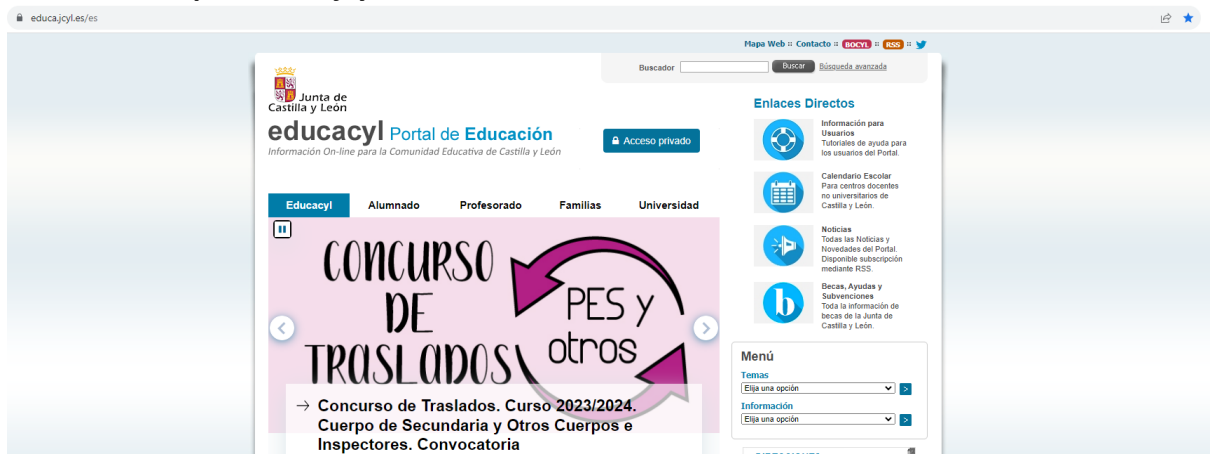 educa.jcyl.es/es
Mapa Web :: Contacto :: BOCYL :: RSS ::
Buscador Buscar Búsqueda avanzada
Junta de
Castilla y León
educacyl Portal de Educación
Información On-line para la Comunidad Educativa de Castilla y León
Acceso privado
Educacyl Alumnado Profesorado Familias Universidad
CONCURSO
DE
TRASLADOS
PES y
otros
→ Concurso de Traslados. Curso 2023/2024.
Cuerpo de Secundaria y Otros Cuerpos e
Inspectores. Convocatoria
Enlaces Directos
Información para
Usuarios
Tutoriales de ayuda para
los usuarios del Portal.
Calendario Escolar
Para centros docentes
no universitarios de
Castilla y León.
Noticias
Todas las Noticias y
Novedades del Portal.
Disponible subscripción
mediante RSS.
b
Becas, Ayudas y
Subvenciones
Toda la información de
becas de la Junta de
Castilla y León.
Menú
Temas
Elija una opción >
Información
Elija una opción >